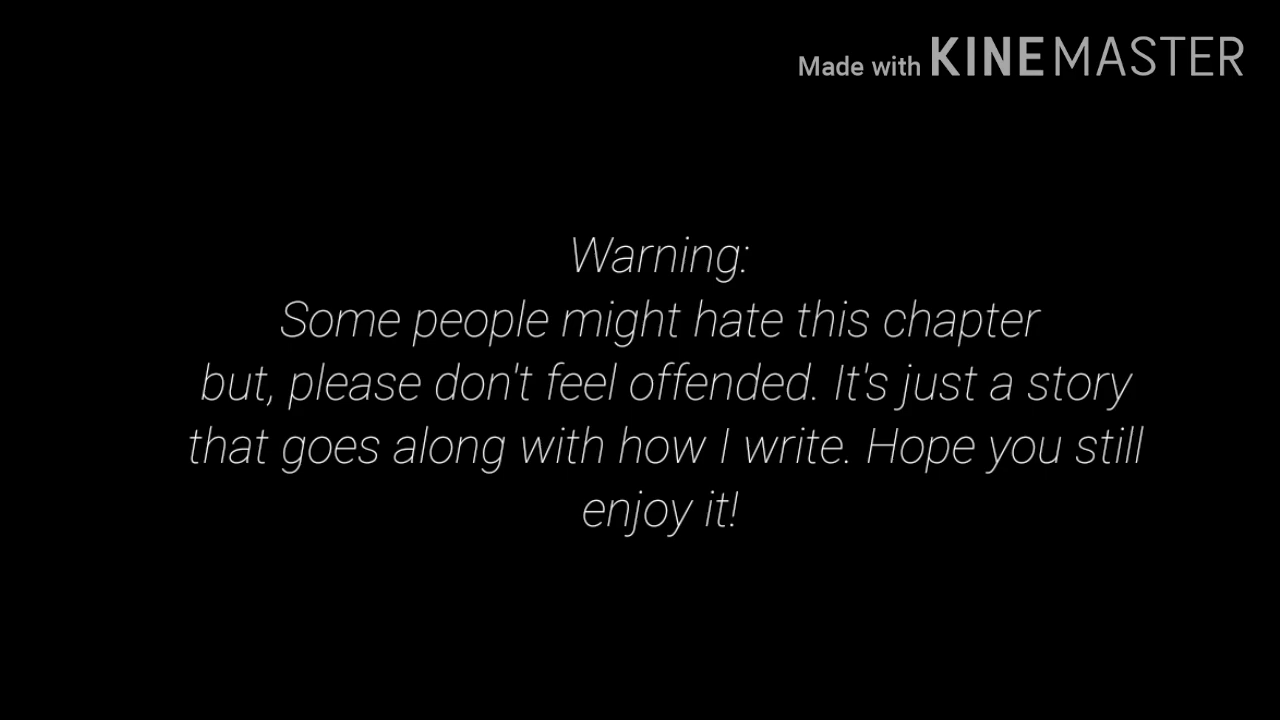 Made with KINEMASTER
Warning:
Some people might hate this chapter
but, please don't feel offended. It's just a story
that goes along with how I write. Hope you still
enjoy it!